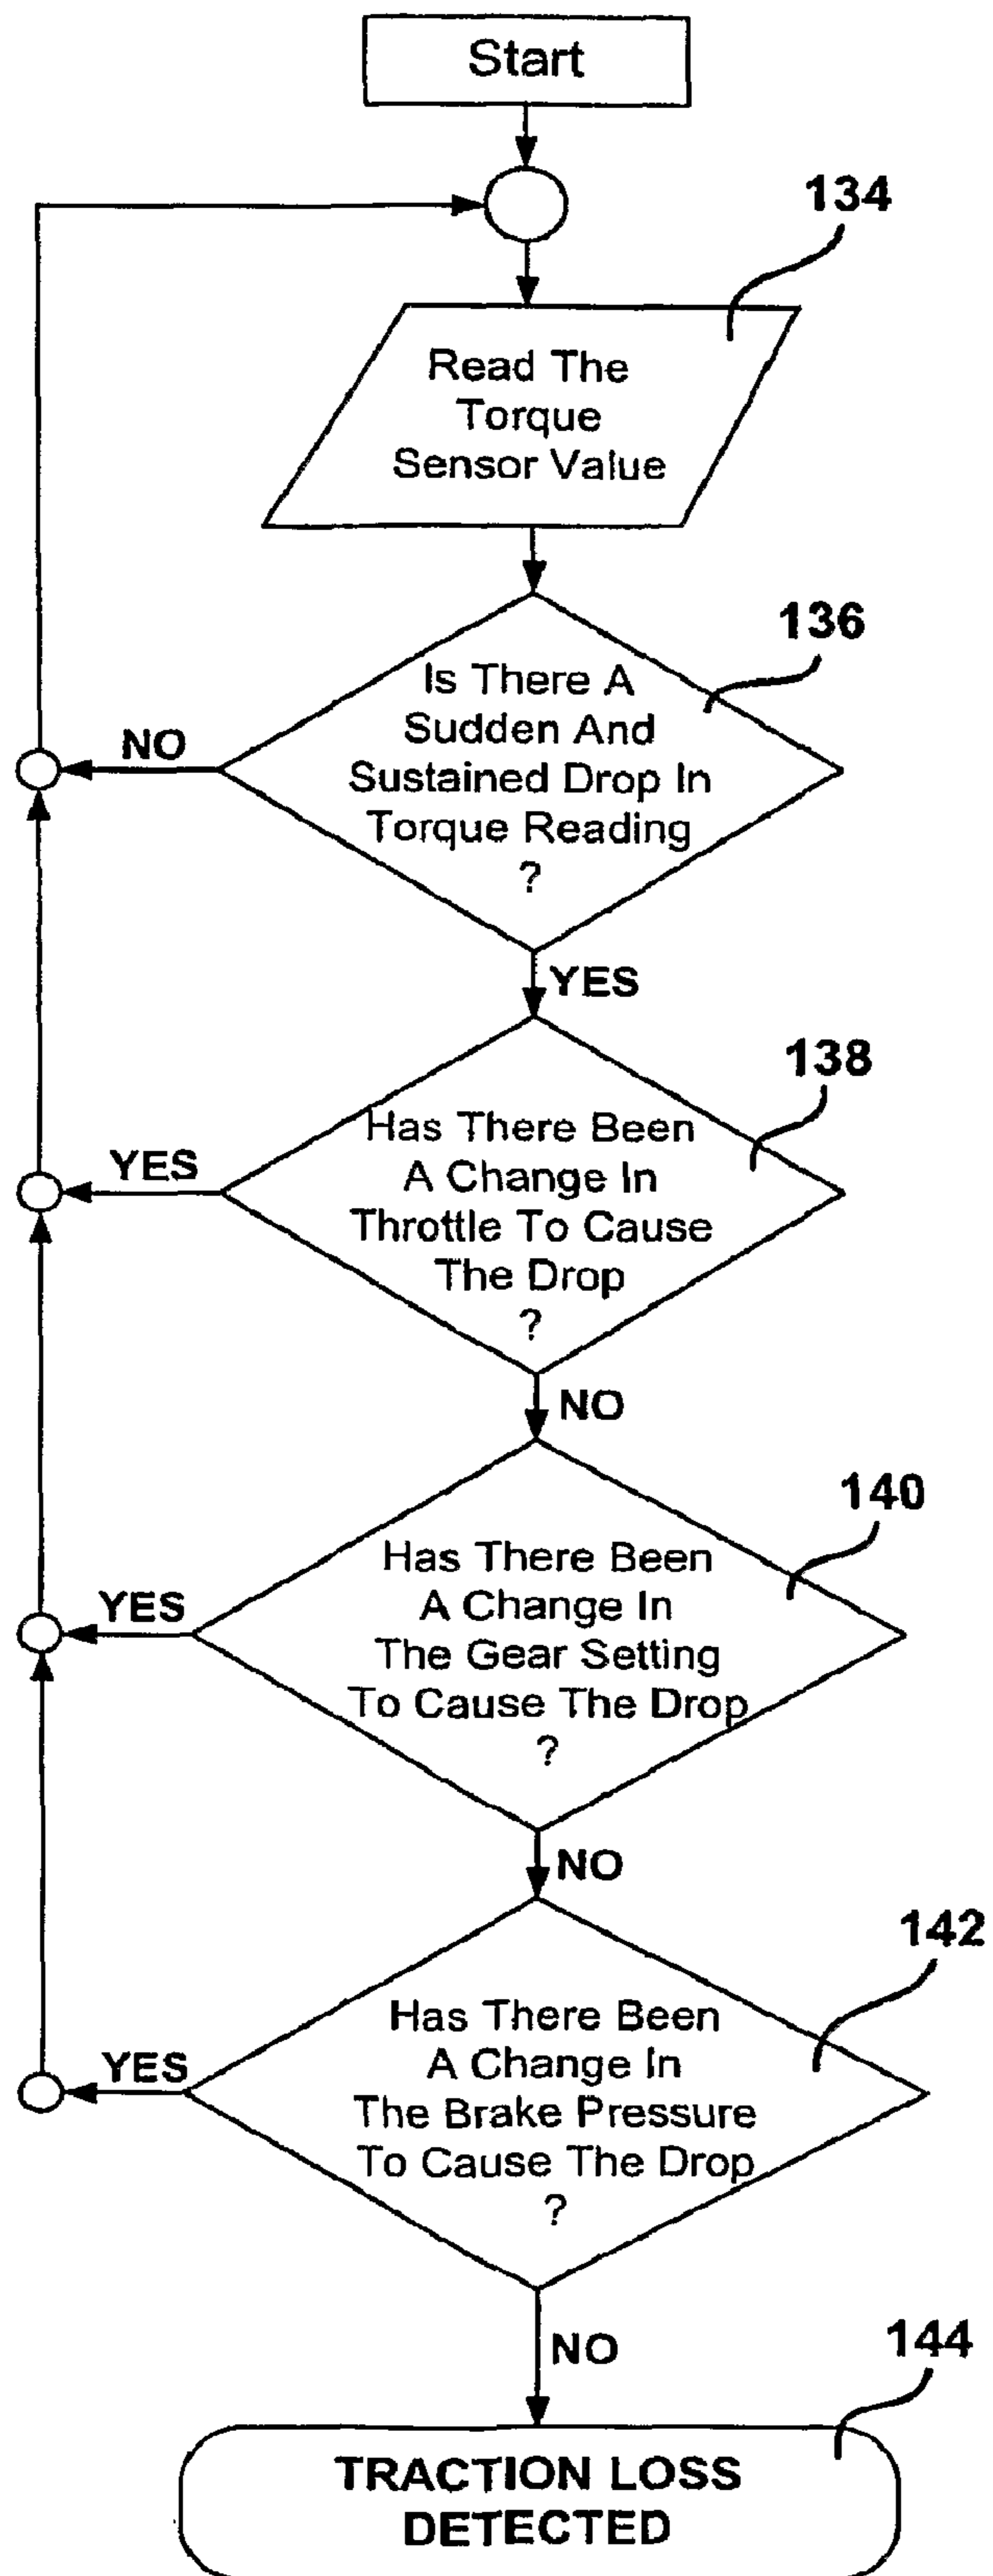 Start
134
Read The
Torque
Sensor Value
136
Is There A
Sudden And
Sustained Drop In
Torque Reading
?
NO
YES
138
Has There Been
A Change In
Throttle To Cause
The Drop
?
YES
NO
140
Has There Been
A Change In
The Gear Setting
To Cause The Drop
?
YES
NO
142
Has There Been
A Change In
The Brake Pressure
To Cause The Drop
?
YES
NO
144
TRACTION LOSS
DETECTED